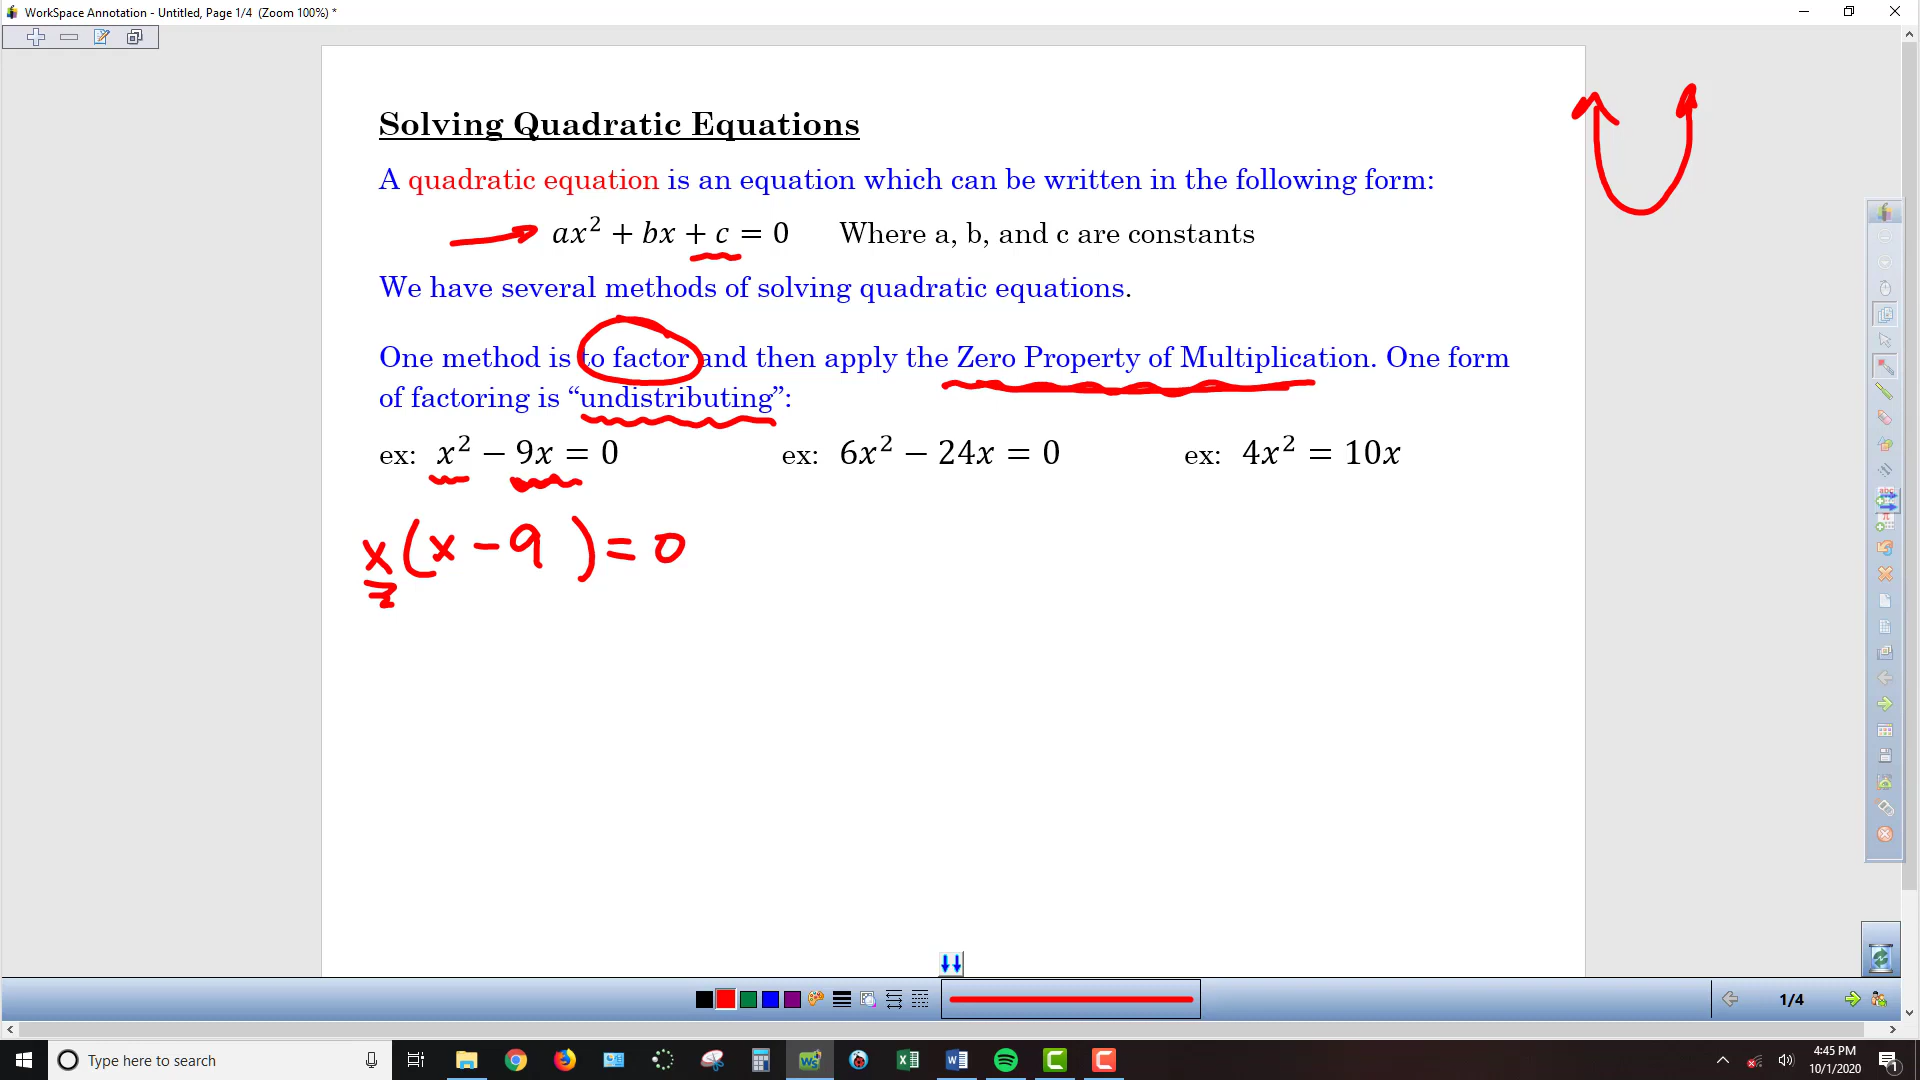 WorkSpace Annotation - Untitled, Page 1/4 (Zoom 100%) *
Solving Quadratic Equations
A quadratic equation is an equation which can be written in the following form:
ax² + bx + c = 0 Where a, b, and c are constants
We have several methods of solving quadratic equations.
One method is to factor and then apply the Zero Property of Multiplication. One form
of factoring is “undistributing”:
ex: x² − 9x = 0 ex: 6x² − 24x = 0 ex: 4x² = 10x
x(x − 9) = 0
1/4
Type here to search
4:45 PM
10/1/2020